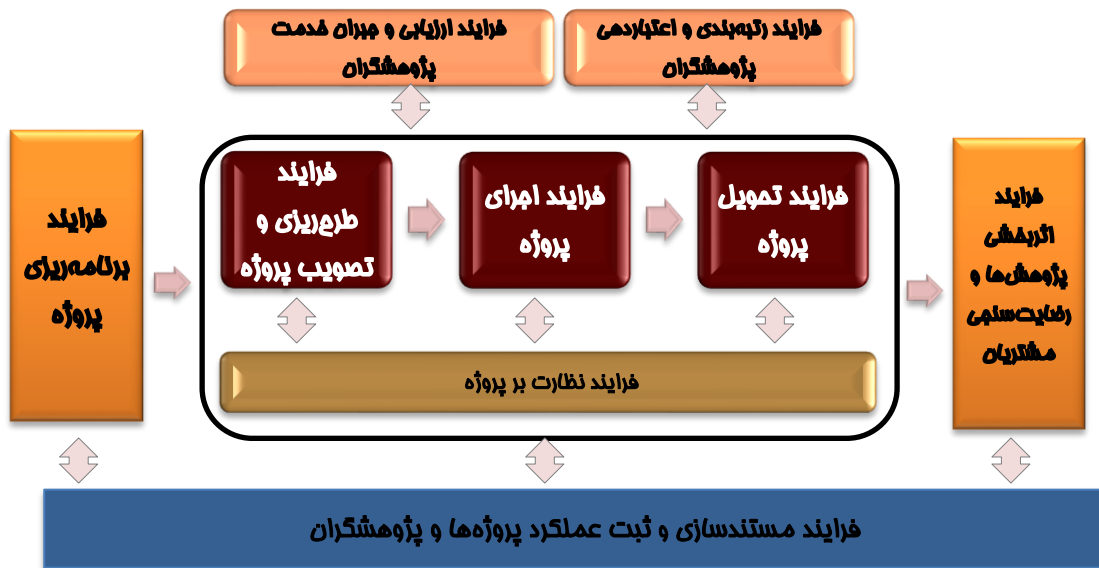 فرایند ارزیابی و جبران خدمت
پژوهشگران
فرایند رتبه‌بندی و اعتباردهی
پژوهشگران
فرایند
برنامه‌ریزی
پروژه
فرایند
طرح‌ریزی و
تصویب پروژه
فرایند اجرای
پروژه
فرایند تحویل
پروژه
فرایند
اثربخشی
پژوهش‌ها و
رضایت‌سنجی
مشتریان
فرایند نظارت بر پروژه
فرایند مستندسازی و ثبت عملکرد پروژه‌ها و پژوهشگران